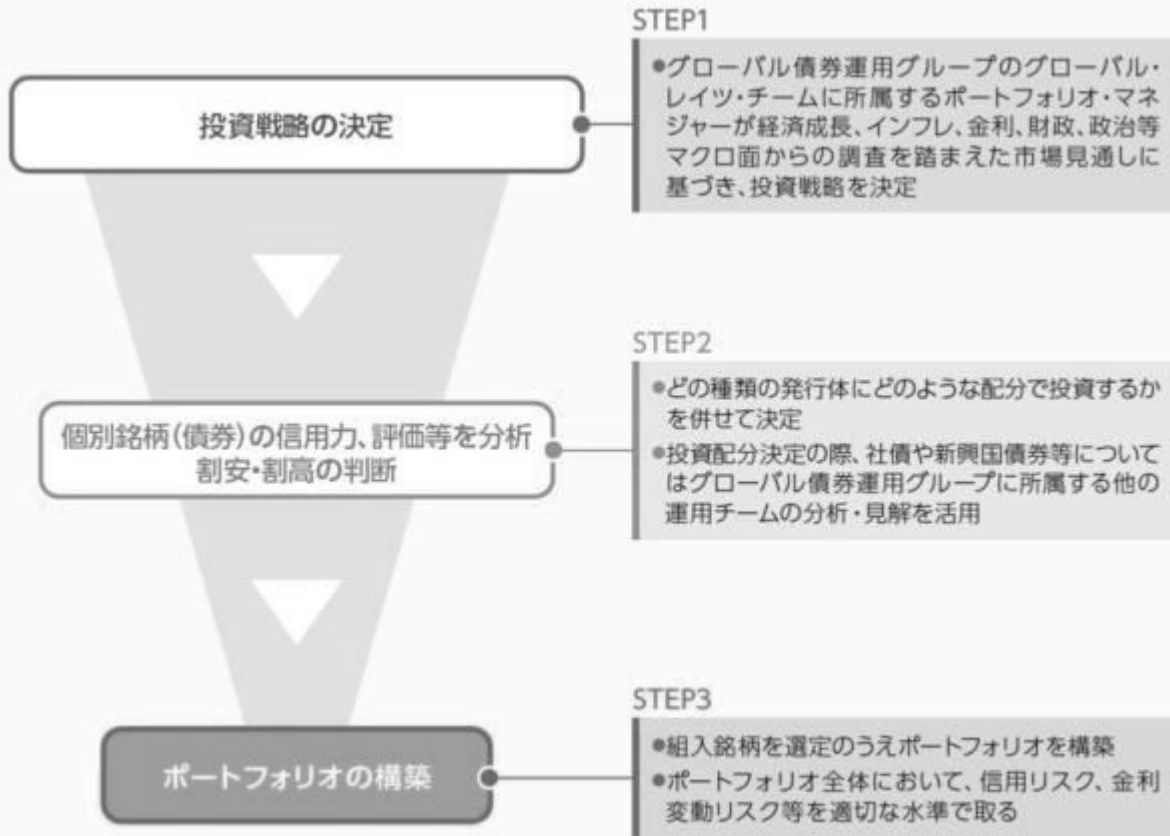 STEP1
投資戦略の決定
●グローバル債券運用グループのグローバル・
レイツ・チームに所属するポートフォリオ・マネ
ジャーが経済成長、インフレ、金利、財政、政治等
マクロ面からの調査を踏まえた市場見通しに
基づき、投資戦略を決定
STEP2
個別銘柄(債券)の信用力、評価等を分析
割安・割高の判断
●どの種類の発行体にどのような配分で投資するか
を併せて決定
●投資配分決定の際、社債や新興国債券等について
はグローバル債券運用グループに所属する他の
運用チームの分析・見解を活用
STEP3
ポートフォリオの構築
●組入銘柄を選定のうえポートフォリオを構築
●ポートフォリオ全体において、信用リスク、金利
変動リスク等を適切な水準で取る